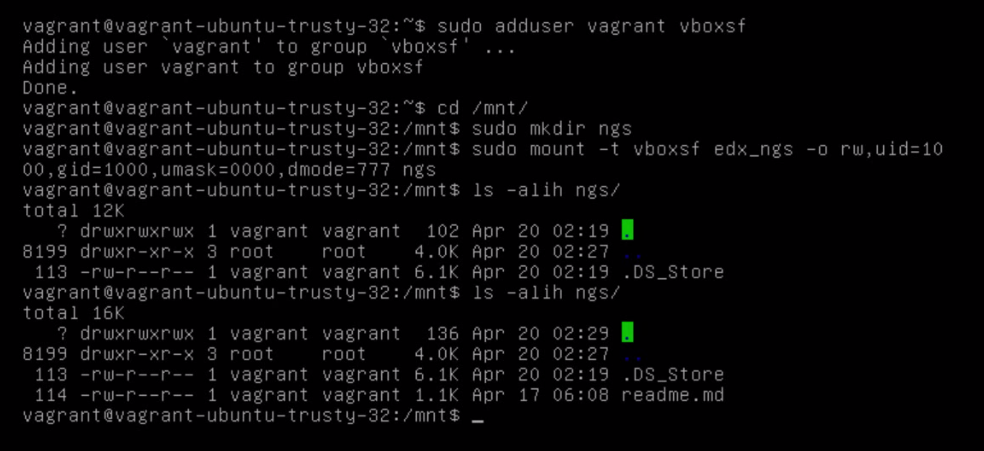 vagrant@vagrant-ubuntu-trusty-32:~$ sudo adduser vagrant vboxsf
Adding user `vagrant' to group `vboxsf' ...
Adding user vagrant to group vboxsf
Done.
vagrant@vagrant-ubuntu-trusty-32:~$ cd /mnt/
vagrant@vagrant-ubuntu-trusty-32:/mnt$ sudo mkdir ngs
vagrant@vagrant-ubuntu-trusty-32:/mnt$ sudo mount -t vboxsf edx_ngs -o rw,uid=10
00,gid=1000,umask=0000,dmode=777 ngs
vagrant@vagrant-ubuntu-trusty-32:/mnt$ ls -alih ngs/
total 12K
   ? drwxrwxrwx 1 vagrant vagrant  102 Apr 20 02:19 .
8199 drwxr-xr-x 3 root    root    4.0K Apr 20 02:27 ..
 113 -rw-r--r-- 1 vagrant vagrant 6.1K Apr 20 02:19 .DS_Store
vagrant@vagrant-ubuntu-trusty-32:/mnt$ ls -alih ngs/
total 16K
   ? drwxrwxrwx 1 vagrant vagrant  136 Apr 20 02:29 .
8199 drwxr-xr-x 3 root    root    4.0K Apr 20 02:27 ..
 113 -rw-r--r-- 1 vagrant vagrant 6.1K Apr 20 02:19 .DS_Store
 114 -rw-r--r-- 1 vagrant vagrant 1.1K Apr 17 06:08 readme.md
vagrant@vagrant-ubuntu-trusty-32:/mnt$ _